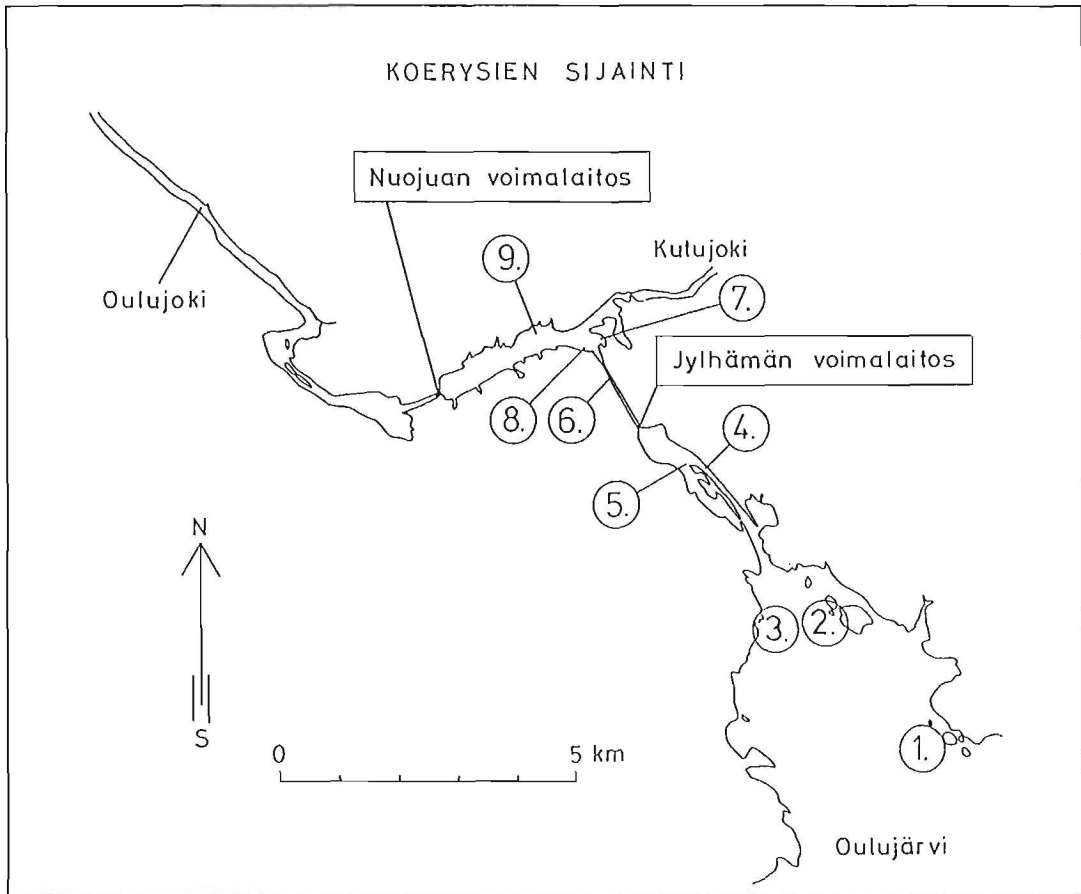 KOERYSIEN SIJAINTI
Nuojuan voimalaitos
Oulujoki
9.
Kutujoki
7.
Jylhämän voimalaitos
8.
6.
4.
5.
N
S
3.
2.
1.
0
5 km
Oulujärvi